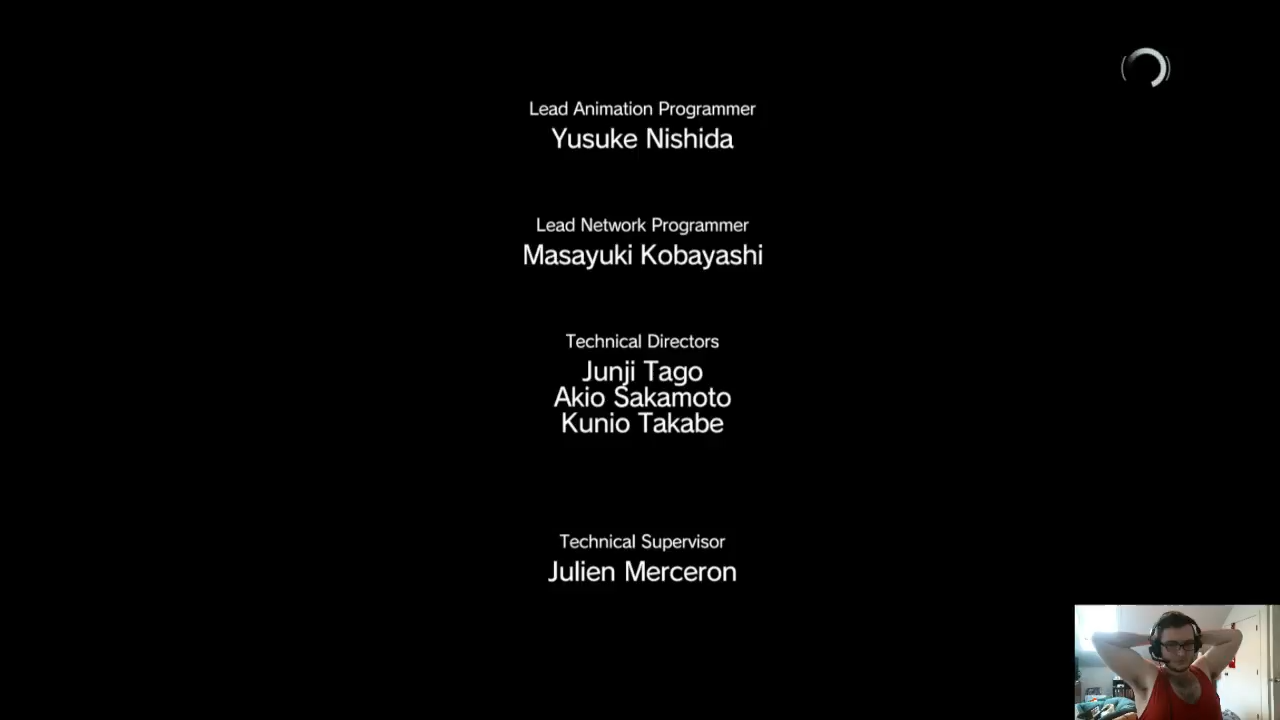 Lead Animation Programmer
Yusuke Nishida
Lead Network Programmer
Masayuki Kobayashi
Technical Directors
Junji Tago
Akio Sakamoto
Kunio Takabe
Technical Supervisor
Julien Merceron